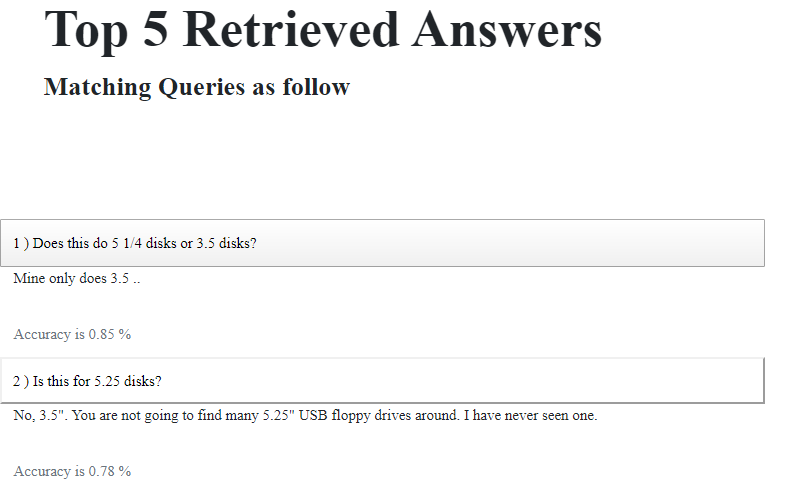 Top 5 Retrieved Answers
Matching Queries as follow
1 ) Does this do 5 1/4 disks or 3.5 disks?
Mine only does 3.5 ..
Accuracy is 0.85 %
2 ) Is this for 5.25 disks?
No, 3.5". You are not going to find many 5.25" USB floppy drives around. I have never seen one.
Accuracy is 0.78 %